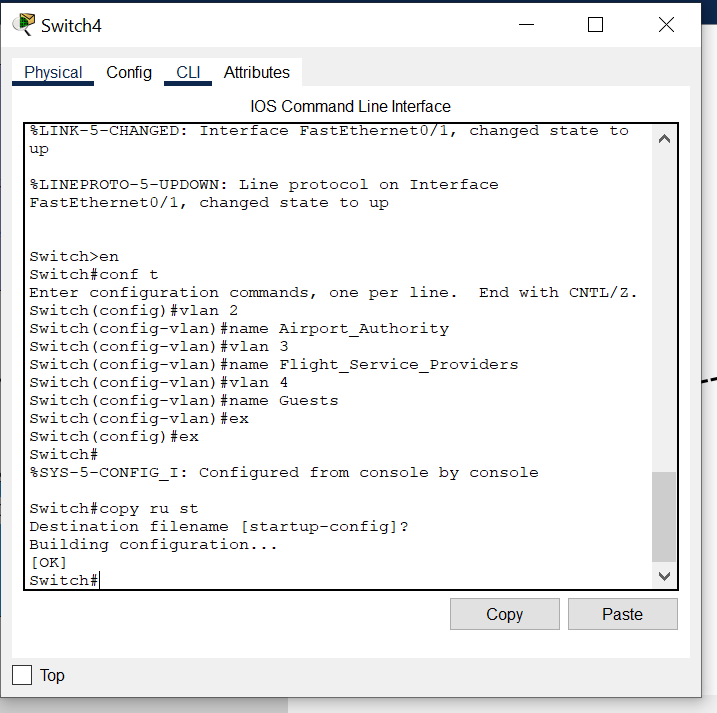 Switch4
Physical Config CLI Attributes
IOS Command Line Interface
%LINK-5-CHANGED: Interface FastEthernet0/1, changed state to
up
%LINEPROTO-5-UPDOWN: Line protocol on Interface
FastEthernet0/1, changed state to up
Switch>en
Switch#conf t
Enter configuration commands, one per line.  End with CNTL/Z.
Switch(config)#vlan 2
Switch(config-vlan)#name Airport_Authority
Switch(config-vlan)#vlan 3
Switch(config-vlan)#name Flight_Service_Providers
Switch(config-vlan)#vlan 4
Switch(config-vlan)#name Guests
Switch(config-vlan)#ex
Switch(config)#ex
Switch#
%SYS-5-CONFIG_I: Configured from console by console
Switch#copy ru st
Destination filename [startup-config]?
Building configuration...
[OK]
Switch#
Copy Paste
Top